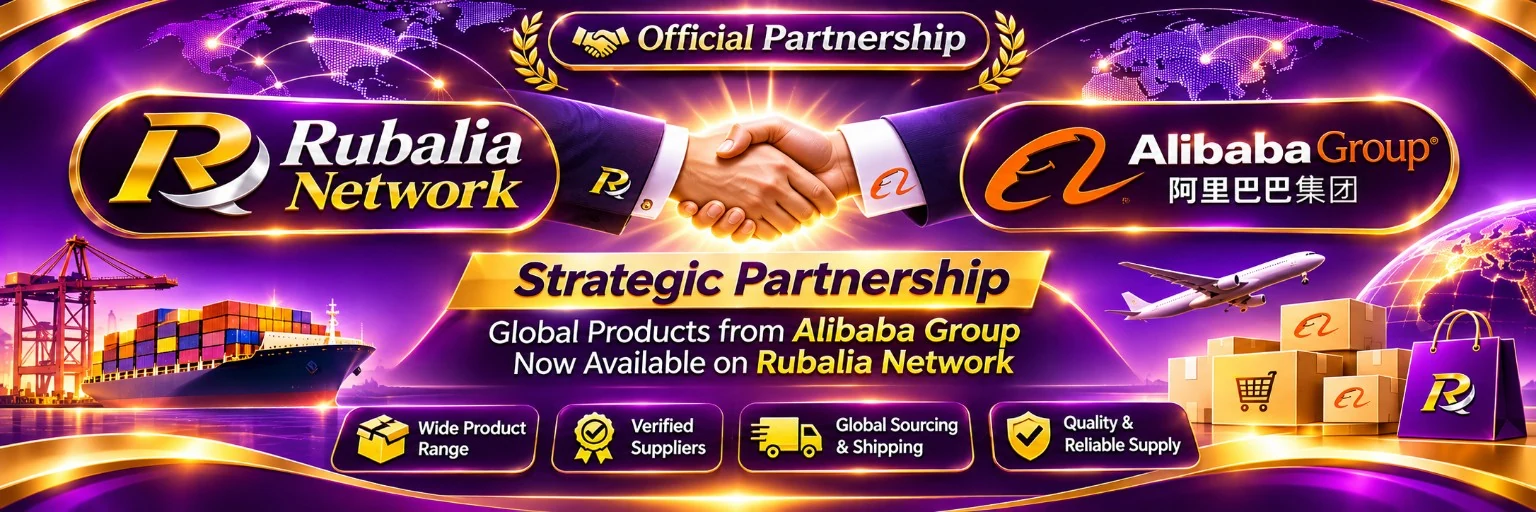 Official Partnership
Rubalia
Network
Alibaba Group®
阿里巴巴集团
Strategic Partnership
Global Products from Alibaba Group
Now Available on Rubalia Network
Wide Product
Range
Verified
Suppliers
Global Sourcing
& Shipping
Quality &
Reliable Supply